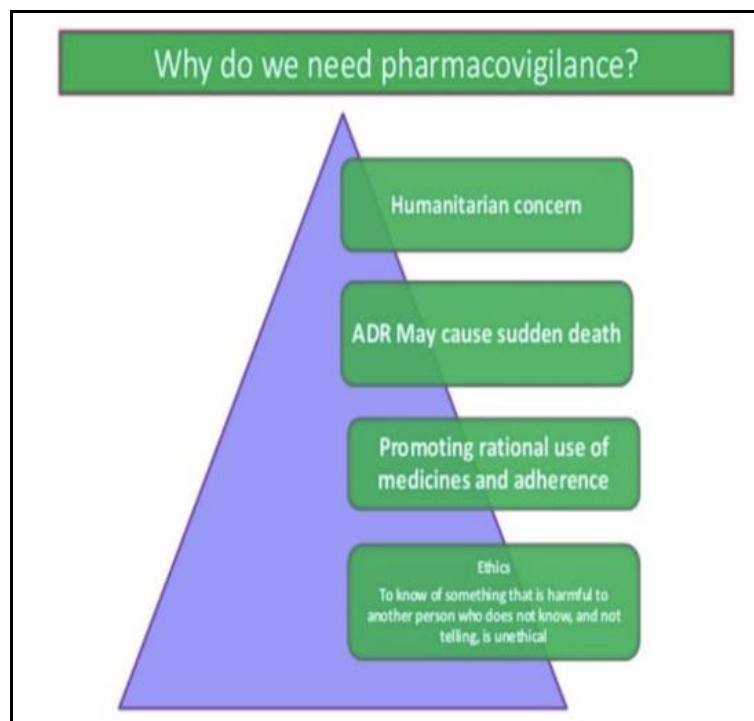 Why do we need pharmacovigilance?
Humanitarian concern
ADR May cause sudden death
Promoting rational use of
medicines and adherence
Ethics
To know of something that is harmful to
another person who does not know, and not
telling, is unethical